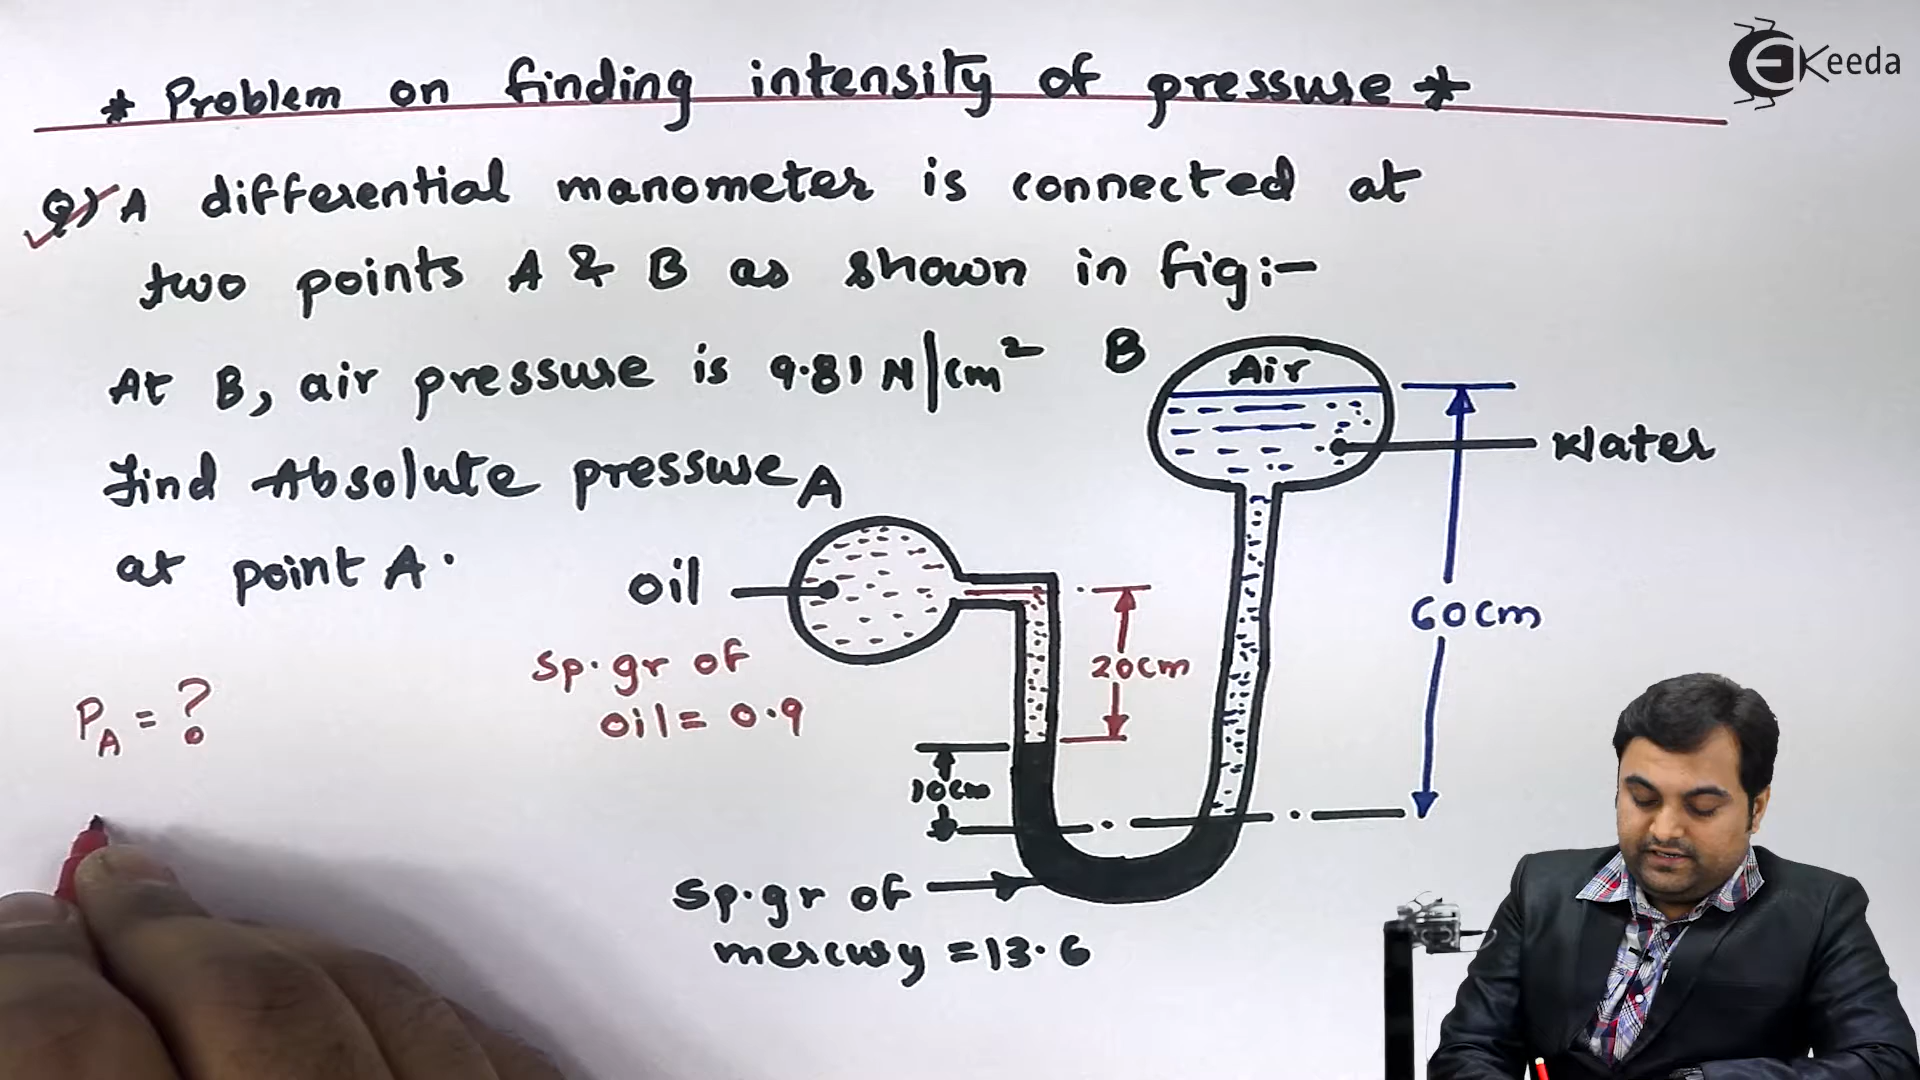 * Problem on finding intensity of pressure *
Q) A differential manometer is connected at
two points A & B as shown in fig:-
At B, air pressure is 9.81 N/cm²
find Absolute pressure
at point A.
P_A = ?
EKeeda
B
Air
Water
60cm
A
oil
sp.gr of
oil = 0.9
20cm
10cm
sp.gr of
mercury = 13.6